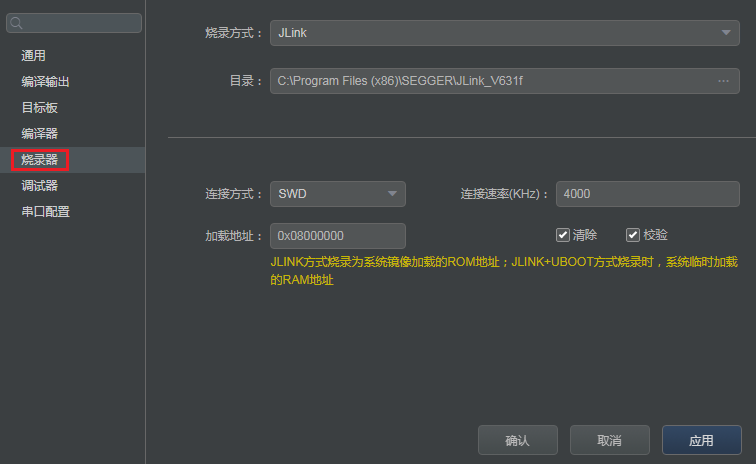 通用
编译输出
目标板
编译器
烧录器
调试器
串口配置
烧录方式： JLink
目录： C:\Program Files (x86)\SEGGER\JLink_V631f ···
连接方式： SWD 连接速率(KHz)： 4000
加载地址： 0x08000000 清除 校验
JLINK方式烧录为系统镜像加载的ROM地址；JLINK+UBOOT方式烧录时，系统临时加载
的RAM地址
确认 取消 应用